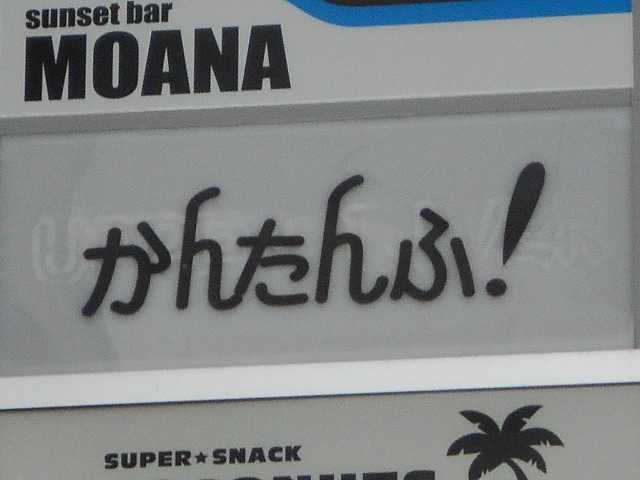 sunset bar
MOANA
かんたんふ!
SUPER★SNACK